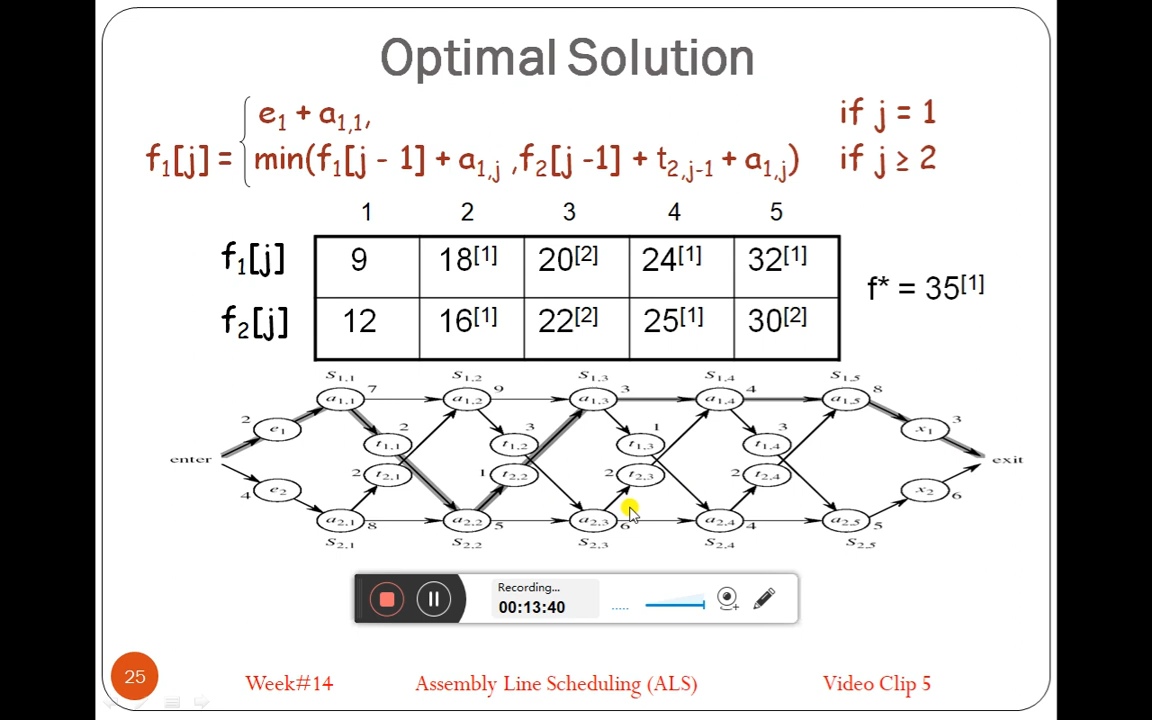 Optimal Solution
e1 + a1,1, if j = 1
f1[j] =
min(f1[j - 1] + a1,j ,f2[j -1] + t2,j-1 + a1,j) if j ≥ 2
1 2 3 4 5
f1[j] 9 18[1] 20[2] 24[1] 32[1]
f* = 35[1]
f2[j] 12 16[1] 22[2] 25[1] 30[2]
S1,1 S1,2 S1,3 S1,4 S1,5
7 9 3 4 8
a1,1 a1,2 a1,3 a1,4 a1,5
2 e1 x1 3
2 3 1 3
t1,1 t1,2 t1,3 t1,4
enter exit
2 t2,1 1 t2,2 2 t2,3 2 t2,4
4 e2 x2 6
a2,1 8 a2,2 5 a2,3 6 a2,4 4 a2,5 5
S2,1 S2,2 S2,3 S2,4 S2,5
Recording...
00:13:40
25
Week#14 Assembly Line Scheduling (ALS) Video Clip 5